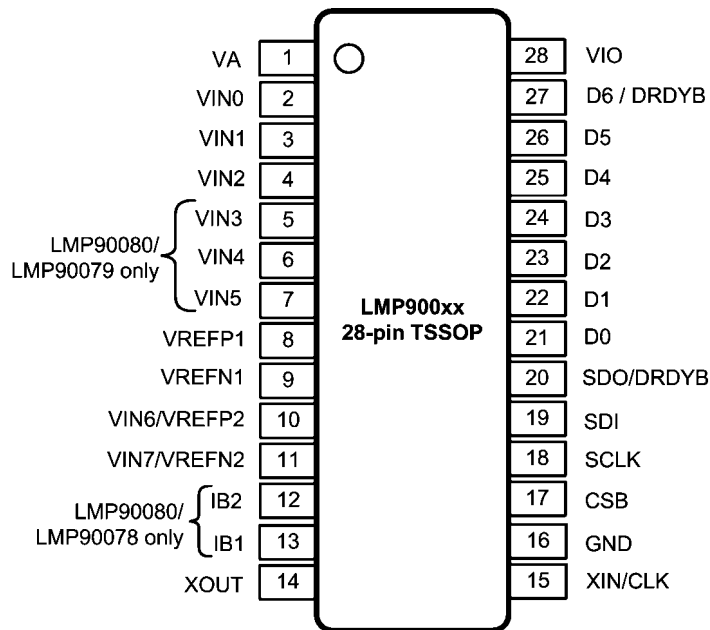 VA 1
VIN0 2
VIN1 3
VIN2 4
VIN3 5
VIN4 6
VIN5 7
LMP90080/
LMP90079 only
VREFP1 8
VREFN1 9
VIN6/VREFP2 10
VIN7/VREFN2 11
IB2 12
IB1 13
LMP90080/
LMP90078 only
XOUT 14
LMP900xx
28-pin TSSOP
28 VIO
27 D6 / DRDYB
26 D5
25 D4
24 D3
23 D2
22 D1
21 D0
20 SDO/DRDYB
19 SDI
18 SCLK
17 CSB
16 GND
15 XIN/CLK